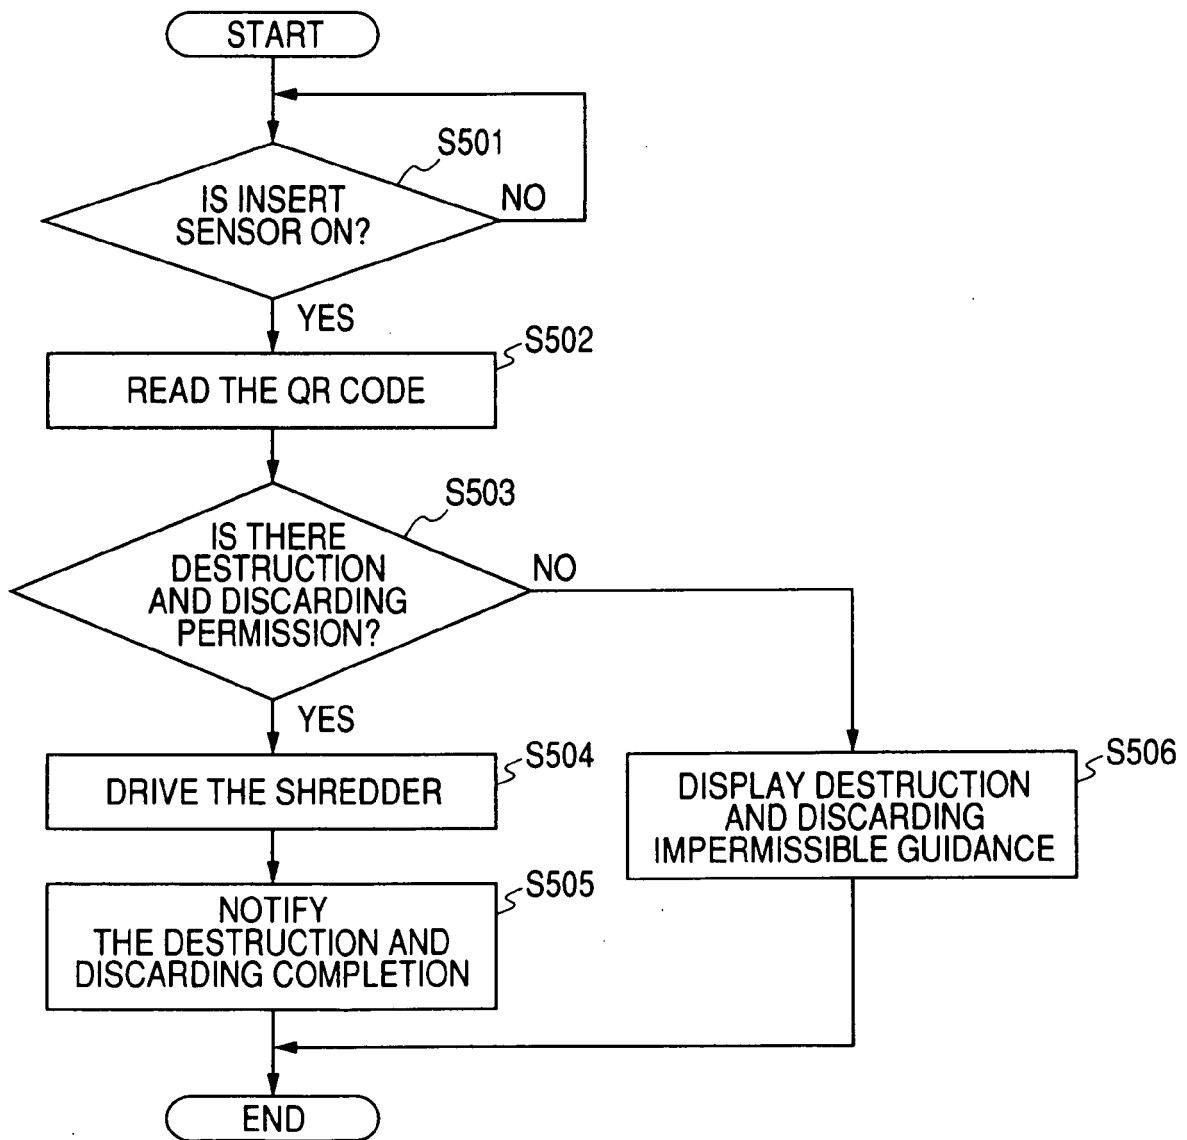 START
S501
IS INSERT
SENSOR ON?
NO
YES
S502
READ THE QR CODE
S503
IS THERE
DESTRUCTION
AND DISCARDING
PERMISSION?
NO
YES
S504
DRIVE THE SHREDDER
S506
DISPLAY DESTRUCTION
AND DISCARDING
IMPERMISSIBLE GUIDANCE
S505
NOTIFY
THE DESTRUCTION AND
DISCARDING COMPLETION
END